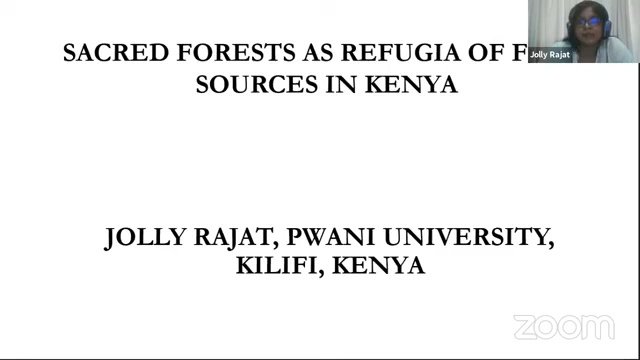 SACRED FORESTS AS REFUGIA OF
SOURCES IN KENYA
Jolly Rajat
JOLLY RAJAT, PWANI UNIVERSITY,
KILIFI, KENYA
zoom